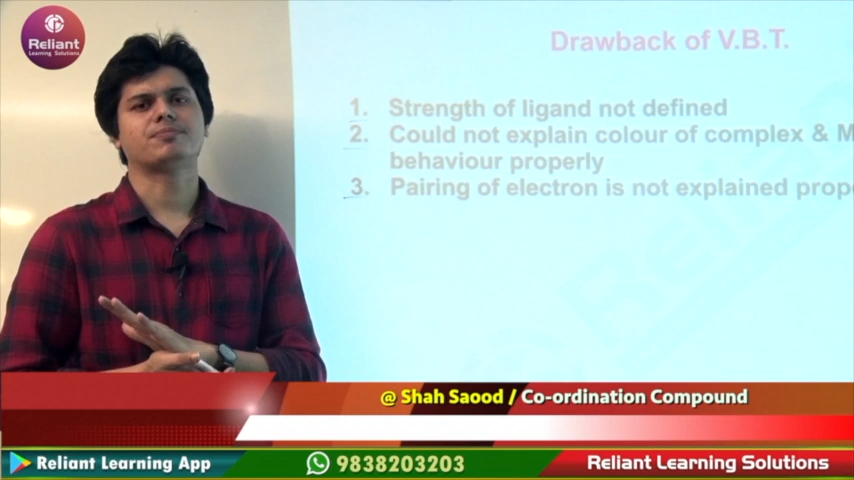 Reliant
Learning Solutions
Drawback of V.B.T.
1. Strength of ligand not defined
2. Could not explain colour of complex & M
behaviour properly
3. Pairing of electron is not explained prope
@ Shah Saood / Co-ordination Compound
Reliant Learning App
9838203203
Reliant Learning Solutions